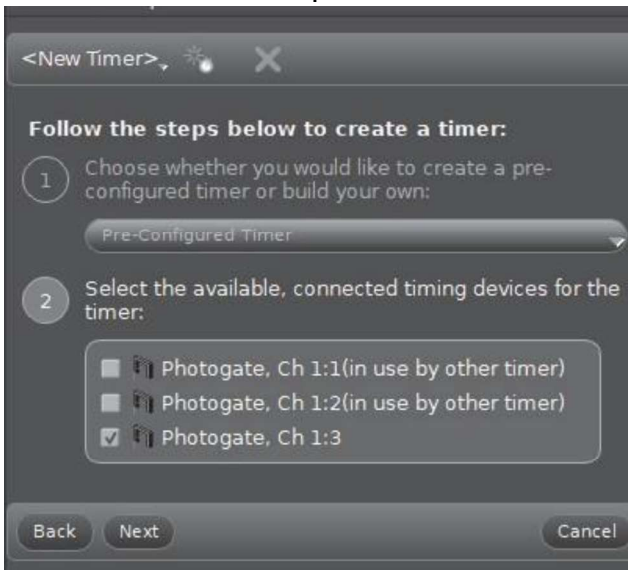 <New Timer>
Follow the steps below to create a timer:
1
Choose whether you would like to create a pre-
configured timer or build your own:
Pre-Configured Timer
2
Select the available, connected timing devices for the
timer:
Photogate, Ch 1:1(in use by other timer)
Photogate, Ch 1:2(in use by other timer)
Photogate, Ch 1:3
Back Next Cancel